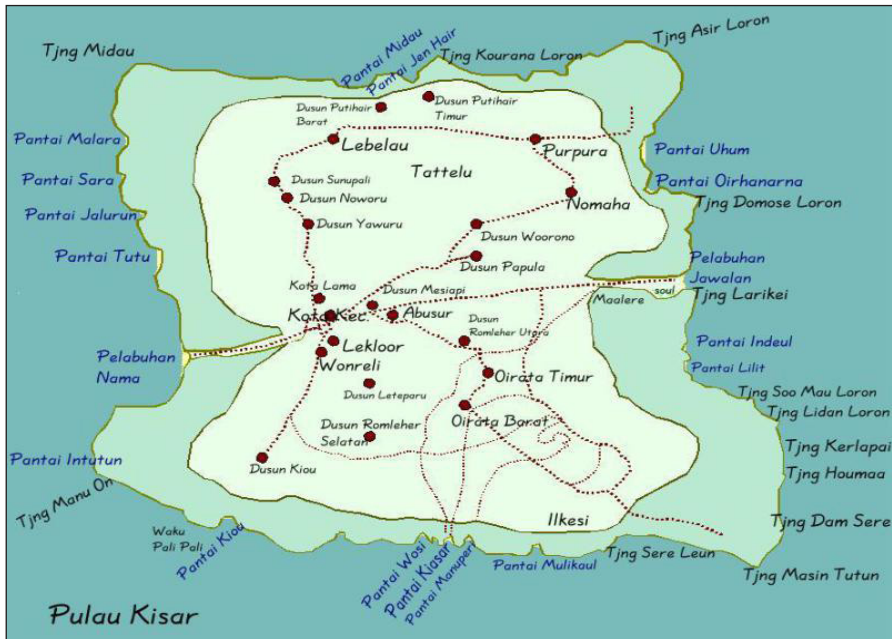 Tjng Asir Loron
Tjng Midau
Pantai Midau
Pantai Jen Hair
Tjng Kourana Loron
Dusun Putihair
Barat
Dusun Putihair
Timur
Pantai Malara
Lebelau
Purpura
Pantai Uhum
Tattelu
Pantai Sara
Dusun Sunupali
Pantai Oirhanarna
Dusun Noworu
Nomaha
Tjng Domose Loron
Pantai Jalurun
Dusun Yawuru
Dusun Woorono
Pantai Tutu
Dusun Papula
Pelabuhan
Jawalan
Kota Lama
Dusun Mesiapi
Maalere
soul
Tjng Larikei
Kota Kec.
Abusur
Dusun
Romleher Utara
Pelabuhan
Nama
Lekloor
Wonreli
Pantai Indeul
Pantai Lilit
Oirata Timur
Dusun Leteparu
Tjng Soo Mau Loron
Tjng Lidan Loron
Oirata Barat
Dusun Romleher
Selatan
Tjng Kerlapai
Pantai Intutun
Dusun Kiou
Tjng Houmaa
Tjng Manu On
Ilkesi
Tjng Dam Sere
Waku
Pali Pali
Pantai Kiou
Pantai Wosi
Pantai Kiasar
Pantai Manuperi
Pantai Mulikaul
Tjng Sere Leun
Tjng Masin Tutun
Pulau Kisar